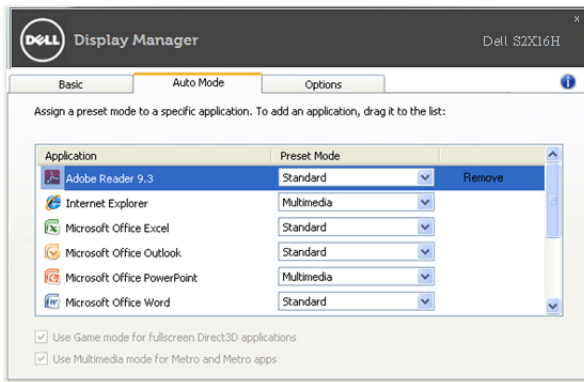 x
DELL Display Manager Dell S2X16H
Basic Auto Mode Options i
Assign a preset mode to a specific application. To add an application, drag it to the list:
Application Preset Mode
Adobe Reader 9.3 Standard Remove
Internet Explorer Multimedia
Microsoft Office Excel Standard
Microsoft Office Outlook Standard
Microsoft Office PowerPoint Multimedia
Microsoft Office Word Standard
Use Game mode for fullscreen Direct3D applications
Use Multimedia mode for Metro and Metro apps